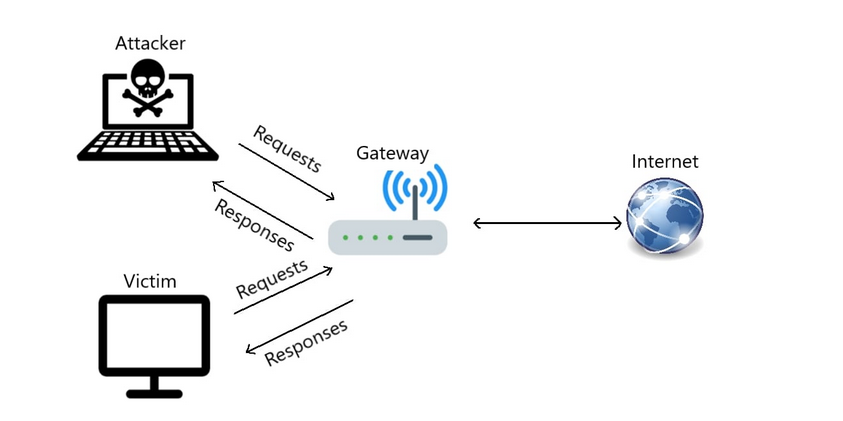 Attacker
Requests
Gateway
Internet
Responses
Requests
Victim
Responses